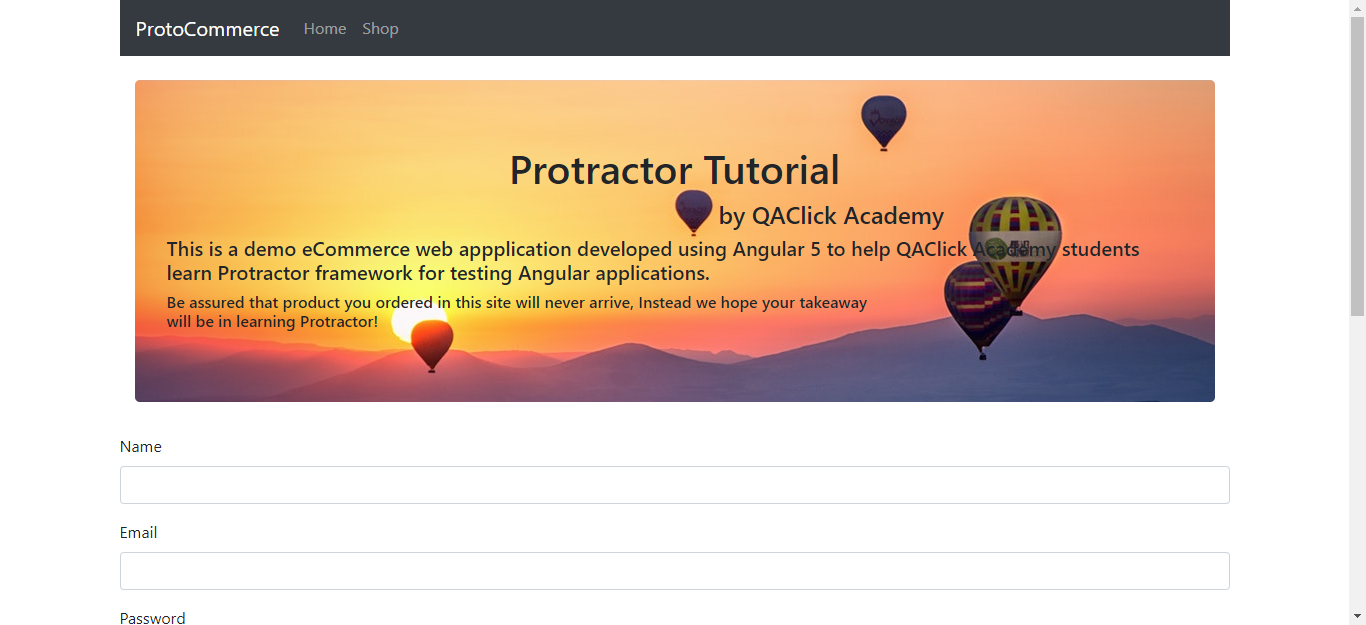 ProtoCommerce Home Shop
Protractor Tutorial
by QAClick Academy
This is a demo eCommerce web appplication developed using Angular 5 to help QAClick Academy students
learn Protractor framework for testing Angular applications.
Be assured that product you ordered in this site will never arrive, Instead we hope your takeaway
will be in learning Protractor!
Name
Email
Password